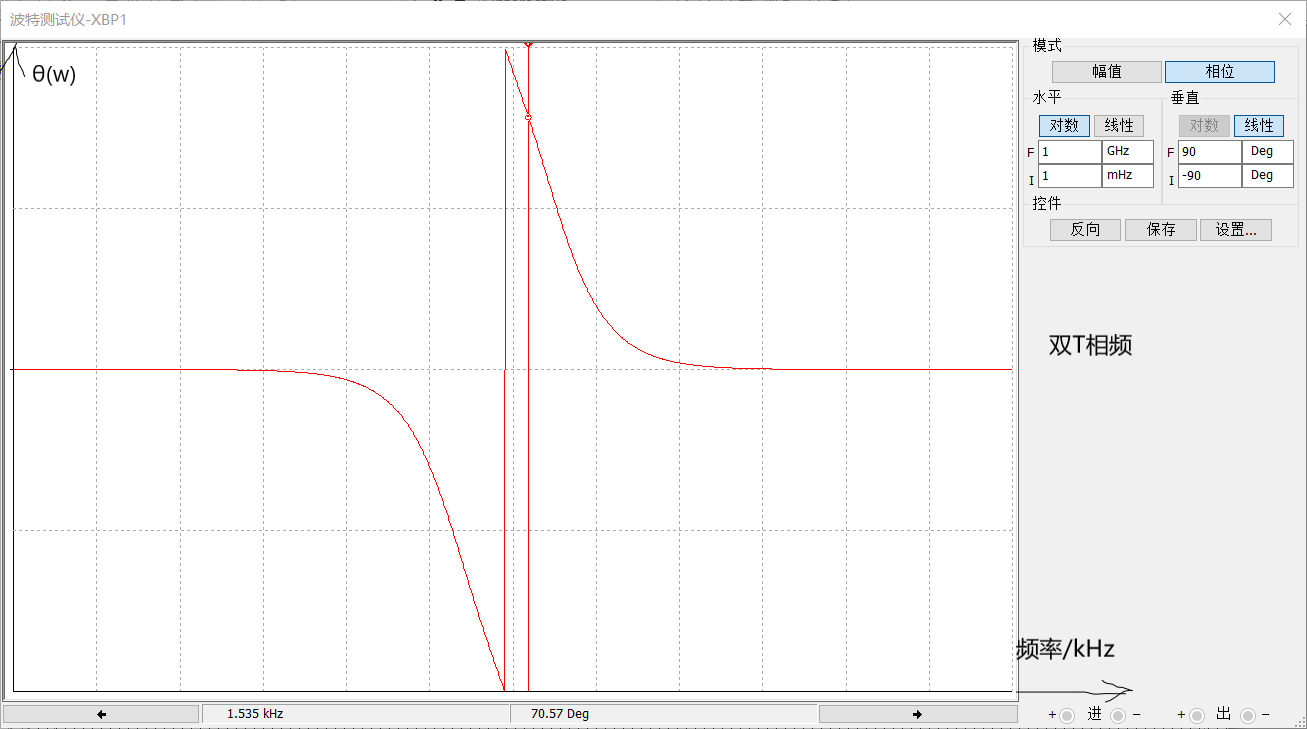 波特测试仪-XBP1
θ(w)
模式
幅值 相位
水平 垂直
对数 线性 对数 线性
F 1 GHz F 90 Deg
I 1 mHz I -90 Deg
控件
反向 保存 设置...
双T相频
频率/kHz
1.535 kHz 70.57 Deg + 进 - + 出 -